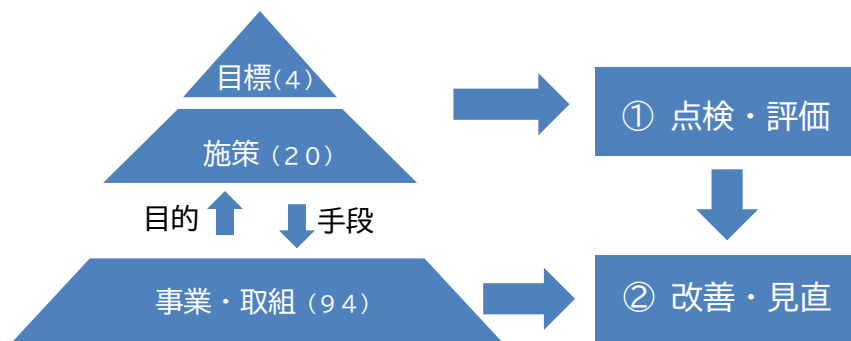 目標(4)
施策(20)
目的
手段
事業・取組(94)
① 点検・評価
② 改善・見直